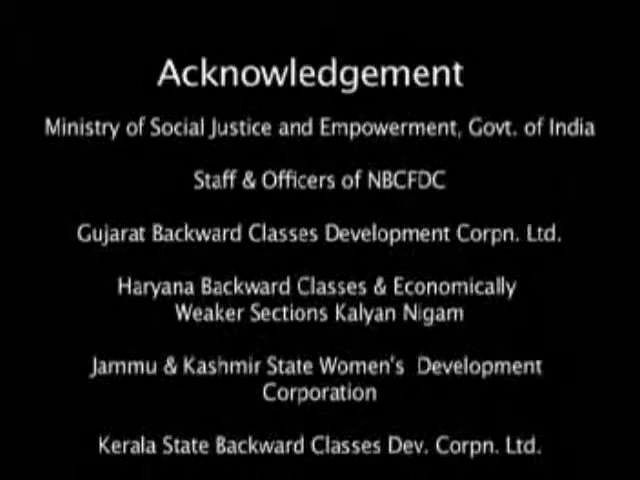 Acknowledgement
Ministry of Social Justice and Empowerment, Govt. of India
Staff & Officers of NBCFDC
Gujarat Backward Classes Development Corpn. Ltd.
Haryana Backward Classes & Economically
Weaker Sections Kalyan Nigam
Jammu & Kashmir State Women's Development
Corporation
Kerala State Backward Classes Dev. Corpn. Ltd.